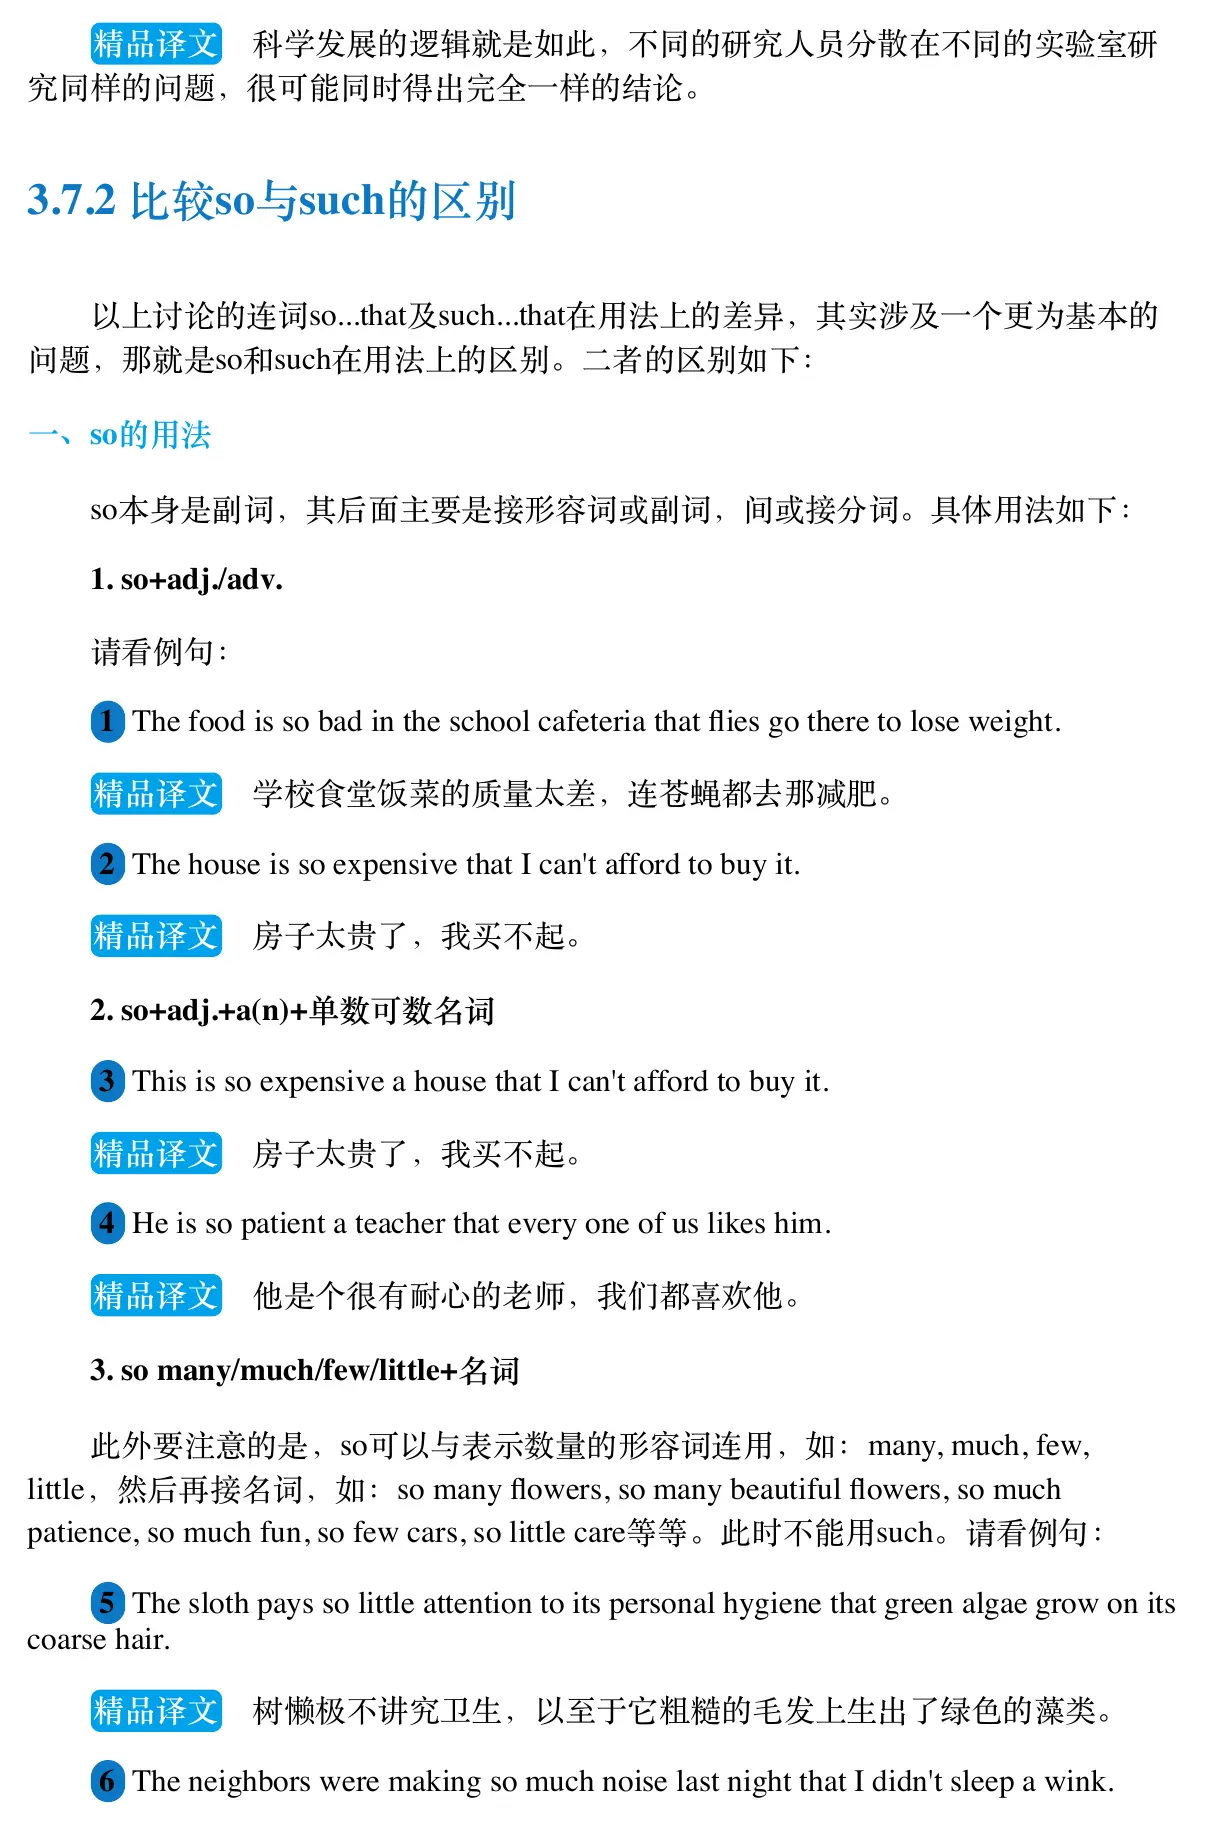 精品译文 科学发展的逻辑就是如此，不同的研究人员分散在不同的实验室研
究同样的问题，很可能同时得出完全一样的结论。
3.7.2 比较so与such的区别
以上讨论的连词so...that及such...that在用法上的差异，其实涉及一个更为基本的
问题，那就是so和such在用法上的区别。二者的区别如下：
一、so的用法
so本身是副词，其后面主要是接形容词或副词，间或接分词。具体用法如下：
1. so+adj./adv.
请看例句：
1 The food is so bad in the school cafeteria that flies go there to lose weight.
精品译文 学校食堂饭菜的质量太差，连苍蝇都去那减肥。
2 The house is so expensive that I can't afford to buy it.
精品译文 房子太贵了，我买不起。
2. so+adj.+a(n)+单数可数名词
3 This is so expensive a house that I can't afford to buy it.
精品译文 房子太贵了，我买不起。
4 He is so patient a teacher that every one of us likes him.
精品译文 他是个很有耐心的老师，我们都喜欢他。
3. so many/much/few/little+名词
此外要注意的是，so可以与表示数量的形容词连用，如：many, much, few,
little，然后再接名词，如：so many flowers, so many beautiful flowers, so much
patience, so much fun, so few cars, so little care等等。此时不能用such。请看例句：
5 The sloth pays so little attention to its personal hygiene that green algae grow on its
coarse hair.
精品译文 树懒极不讲究卫生，以至于它粗糙的毛发上生出了绿色的藻类。
6 The neighbors were making so much noise last night that I didn't sleep a wink.